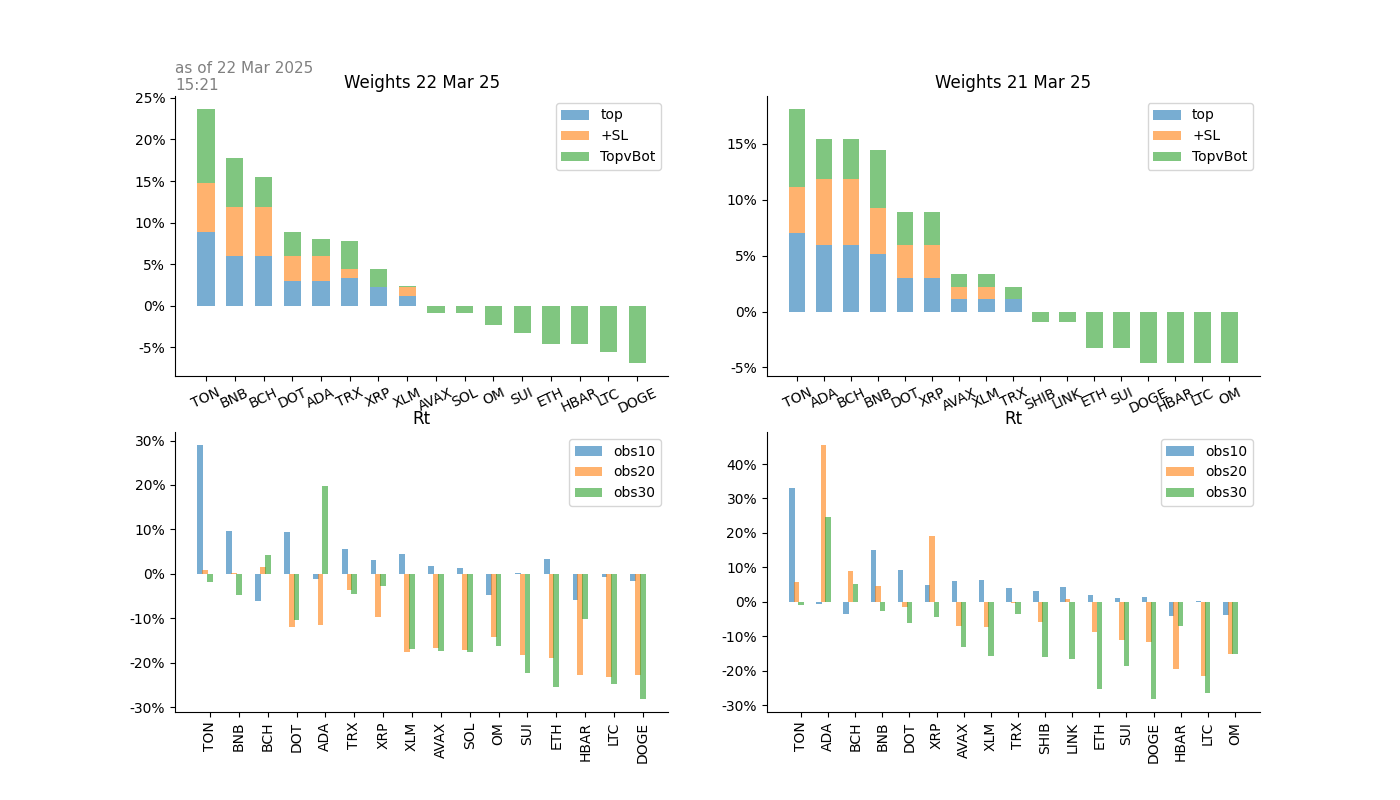 as of 22 Mar 2025
15:21
Weights 22 Mar 25
25%
20%
15%
10%
5%
0%
-5%
top
+SL
TopvBot
TON BNB BCH DOT ADA TRX XRP XLM AVAX SOL OM SUI ETH HBAR LTC DOGE
Weights 21 Mar 25
15%
10%
5%
0%
-5%
top
+SL
TopvBot
TON ADA BCH BNB DOT XRP AVAX XLM TRX SHIB LINK ETH SUI DOGE HBAR LTC OM
Rt
30%
20%
10%
0%
-10%
-20%
-30%
obs10
obs20
obs30
TON BNB BCH DOT ADA TRX XRP XLM AVAX SOL OM SUI ETH HBAR LTC DOGE
Rt
40%
30%
20%
10%
0%
-10%
-20%
-30%
obs10
obs20
obs30
TON ADA BCH BNB DOT XRP AVAX XLM TRX SHIB LINK ETH SUI DOGE HBAR LTC OM